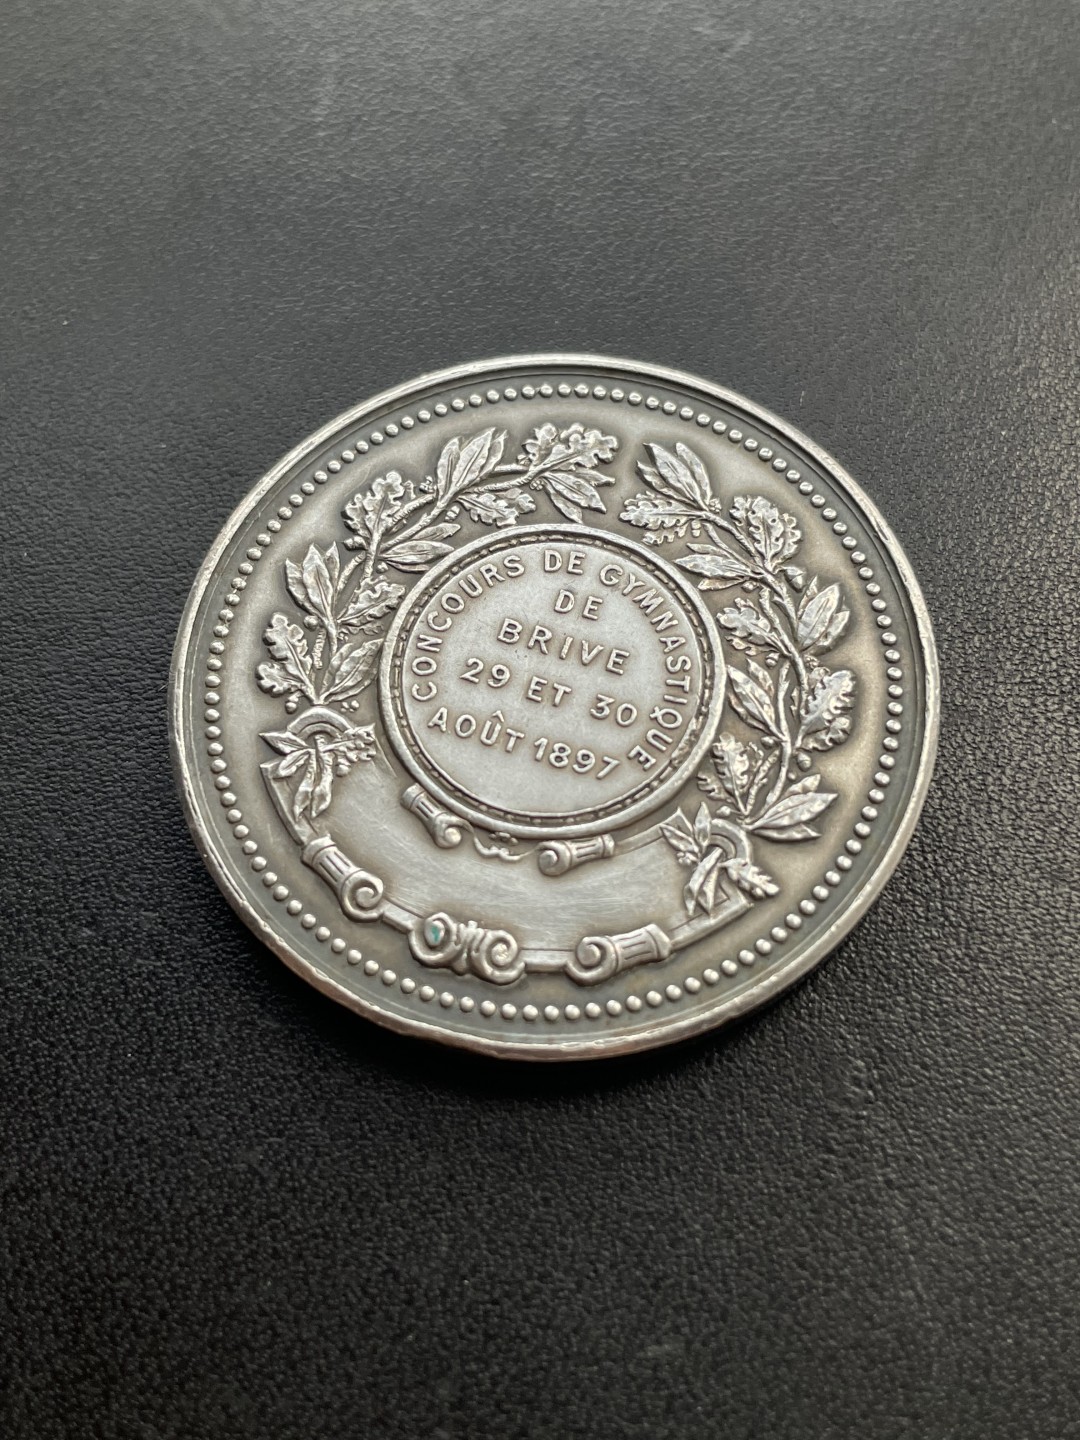 CONCOURS DE GYMNASTIQUE
DE
BRIVE
29 ET 30
AOÛT 1897